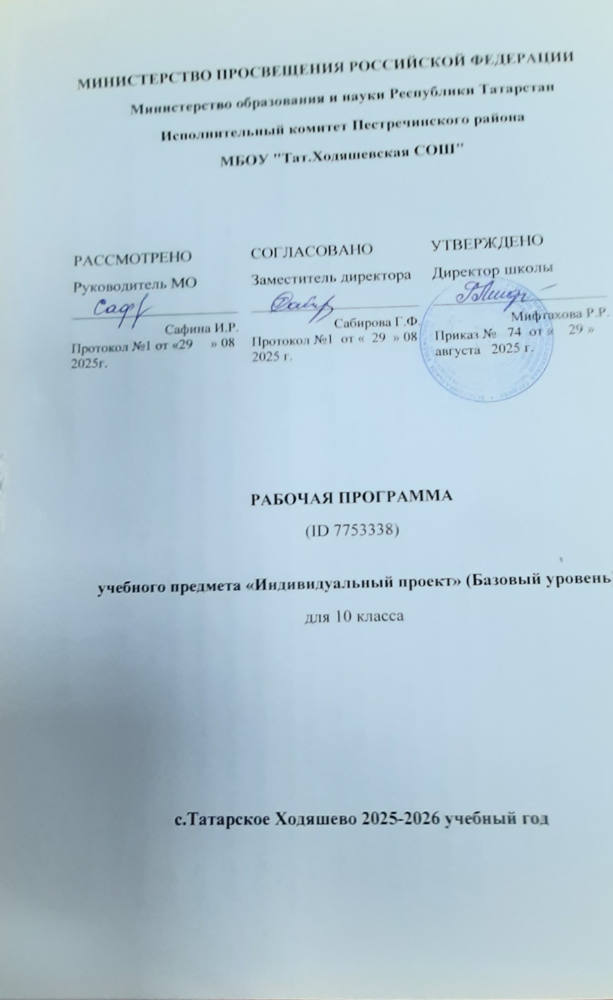 МИНИСТЕРСТВО ПРОСВЕЩЕНИЯ РОССИЙСКОЙ ФЕДЕРАЦИИ
Министерство образования и науки Республики Татарстан
Исполнительный комитет Пестречинского района
МБОУ "Тат.Ходяшевская СОШ"
РАССМОТРЕНО
Руководитель МО
Сафина И.Р.
Протокол №1 от «29 » 08
2025г.
СОГЛАСОВАНО
Заместитель директора
Сабирова Г.Ф.
Протокол №1 от « 29 » 08
2025 г.
УТВЕРЖДЕНО
Директор школы
Мифтахова Р.Р.
Приказ № 74 от « 29 »
августа 2025 г.
РАБОЧАЯ ПРОГРАММА
(ID 7753338)
учебного предмета «Индивидуальный проект» (Базовый уровень)
для 10 класса
с.Татарское Ходяшево 2025-2026 учебный год